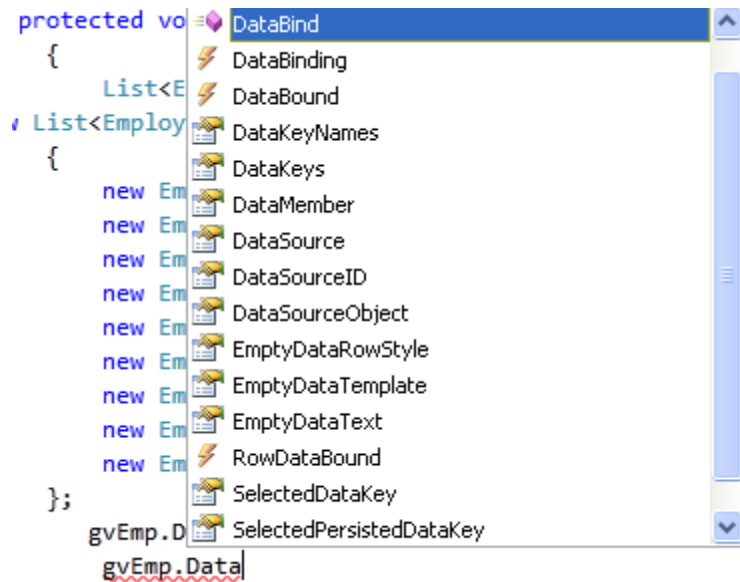 protected vo
{
List<E
List<Employ
{
new Em
new Em
new Em
new Em
new Em
new Em
new Em
new Em
new Em
};
gvEmp.D
gvEmp.Data
DataBind
DataBinding
DataBound
DataKeyNames
DataKeys
DataMember
DataSource
DataSourceID
DataSourceObject
EmptyDataRowStyle
EmptyDataTemplate
EmptyDataText
RowDataBound
SelectedDataKey
SelectedPersistedDataKey